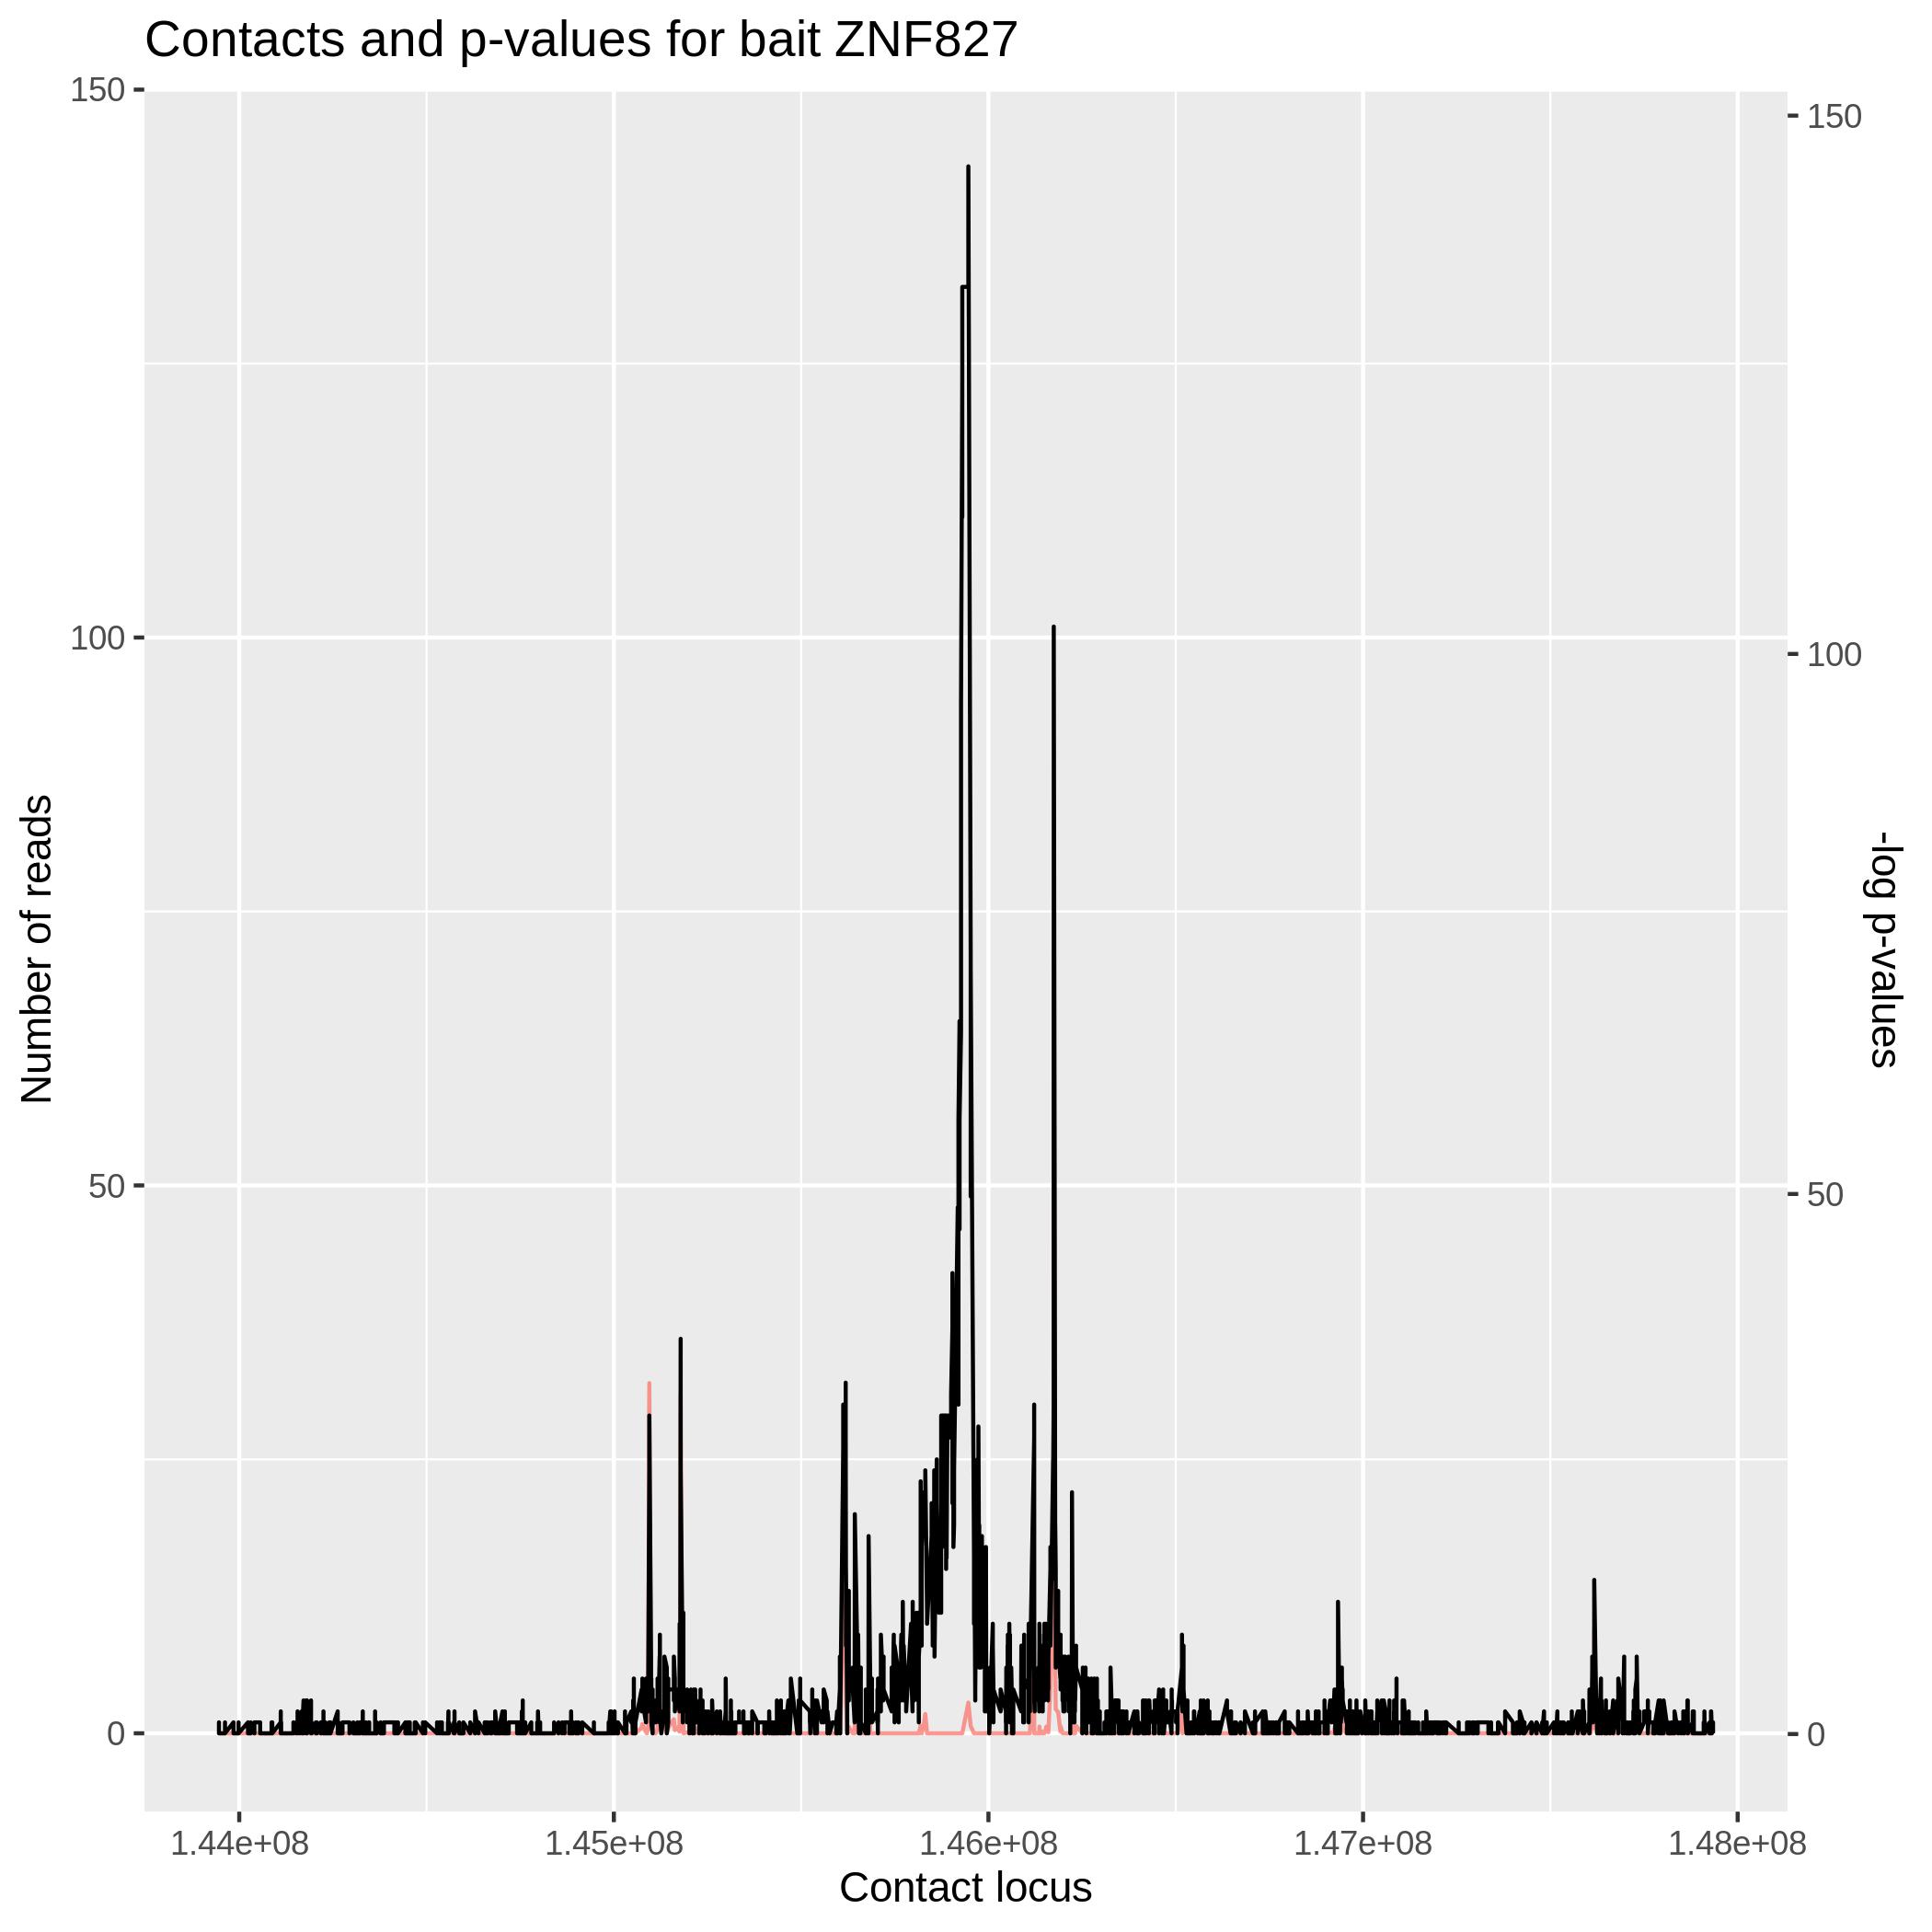 Contacts and p-values for bait ZNF827
150
100
50
0
150
100
50
0
Number of reads
-log p-values
1.44e+08 1.45e+08 1.46e+08 1.47e+08 1.48e+08
Contact locus